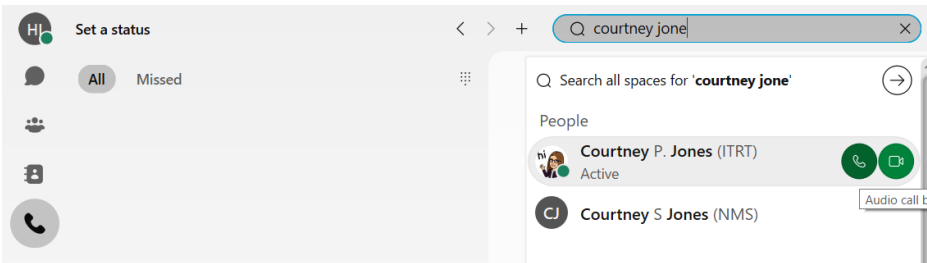 HI
Set a status
courtney jone
All
Missed
Search all spaces for 'courtney jone'
People
hi
Courtney P. Jones (ITRT)
Active
Audio call b
CJ
Courtney S Jones (NMS)